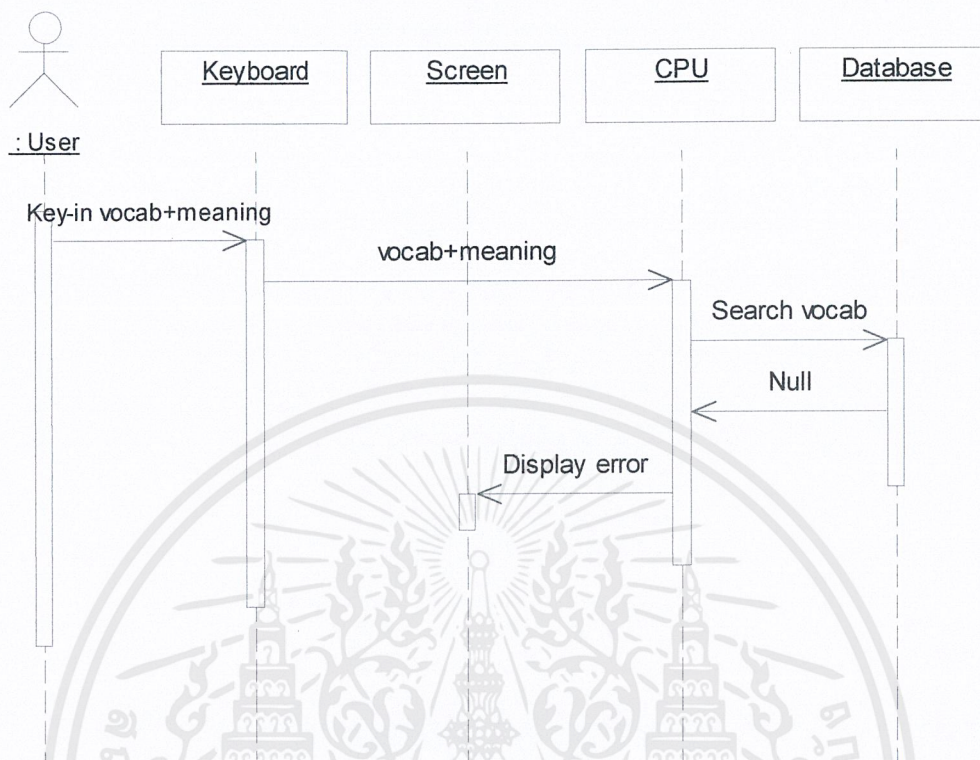 Keyboard
Screen
CPU
Database
: User
Key-in vocab+meaning
vocab+meaning
Search vocab
Null
Display error